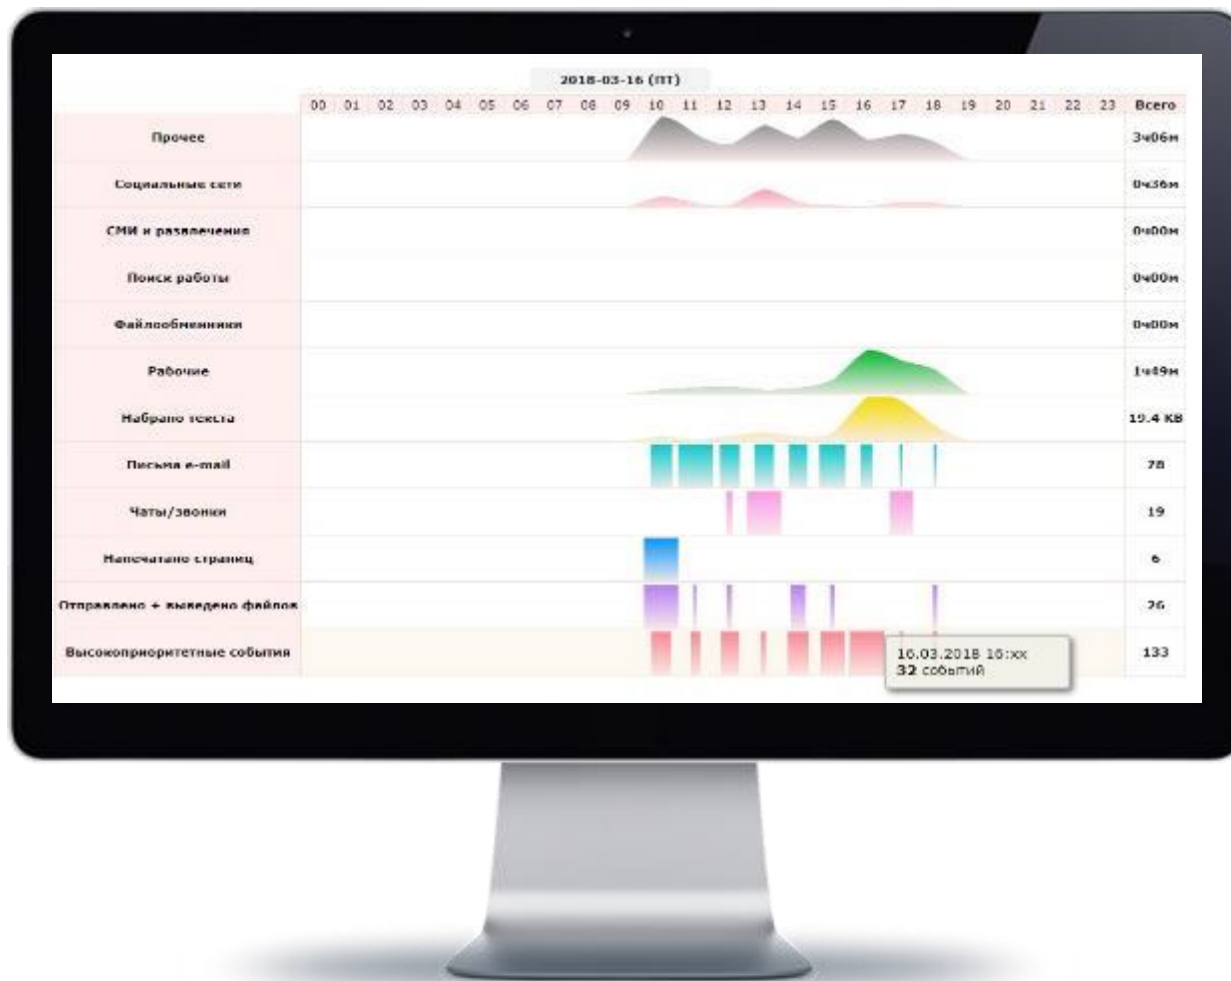 2018-03-16 (ПТ)
00 01 02 03 04 05 06 07 08 09 10 11 12 13 14 15 16 17 18 19 20 21 22 23 Всего
Прочее 3ч06м
Социальные сети 0ч36м
СМИ и развлечения 0ч00м
Поиск работы 0ч00м
Файлообменники 0ч00м
Рабочие 1ч49м
Набрано текста 19.4 KB
Письма e-mail 78
Чаты/звонки 19
Напечатано страниц 6
Отправлено + выведено файлов 26
Высокоприоритетные события 133
16.03.2018 16:xx
32 событий